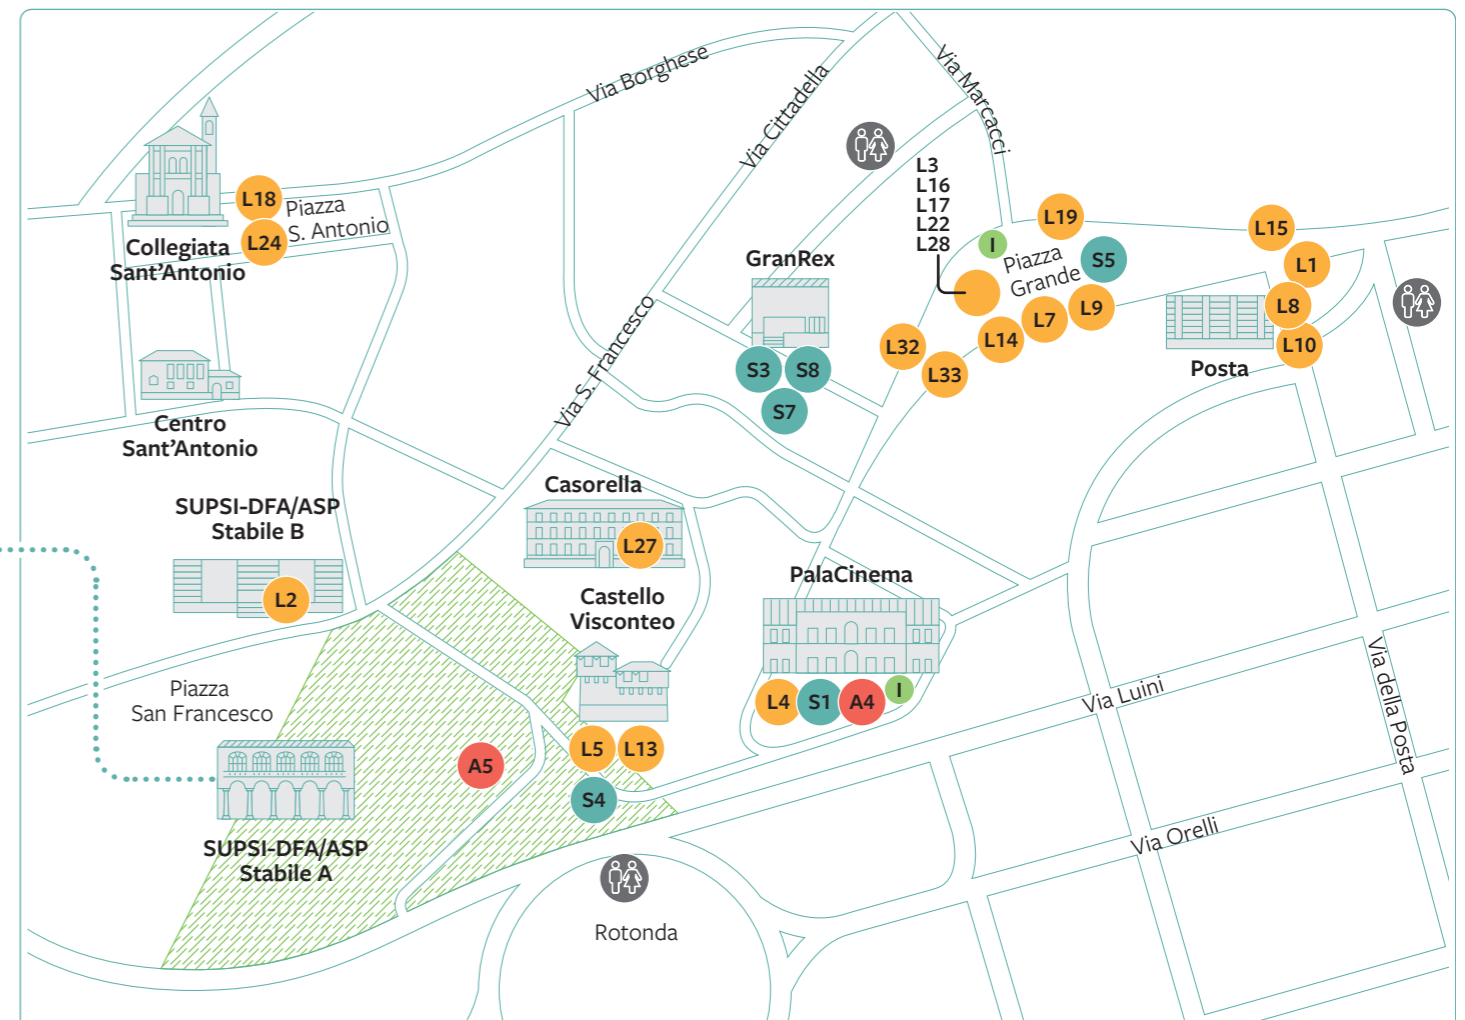 Via Borghese
Via Cittadella
Via Marcacci
L3
L16
L17
L22
L28
L18
Piazza
S. Antonio
L24
Collegiata
Sant'Antonio
L19
L15
I
Piazza
Grande
S5
L1
GranRex
L8
L9
L7
L14
L10
L32
L33
Posta
S3
S8
S7
Via S. Francesco
Centro
Sant'Antonio
SUPSI-DFA/ASP
Stabile B
L2
Casorella
L27
Castello
Visconteo
PalaCinema
L4
S1
A4
I
Via Luini
Via della Posta
Piazza
San Francesco
A5
L5
L13
S4
Via Orelli
SUPSI-DFA/ASP
Stabile A
Rotonda